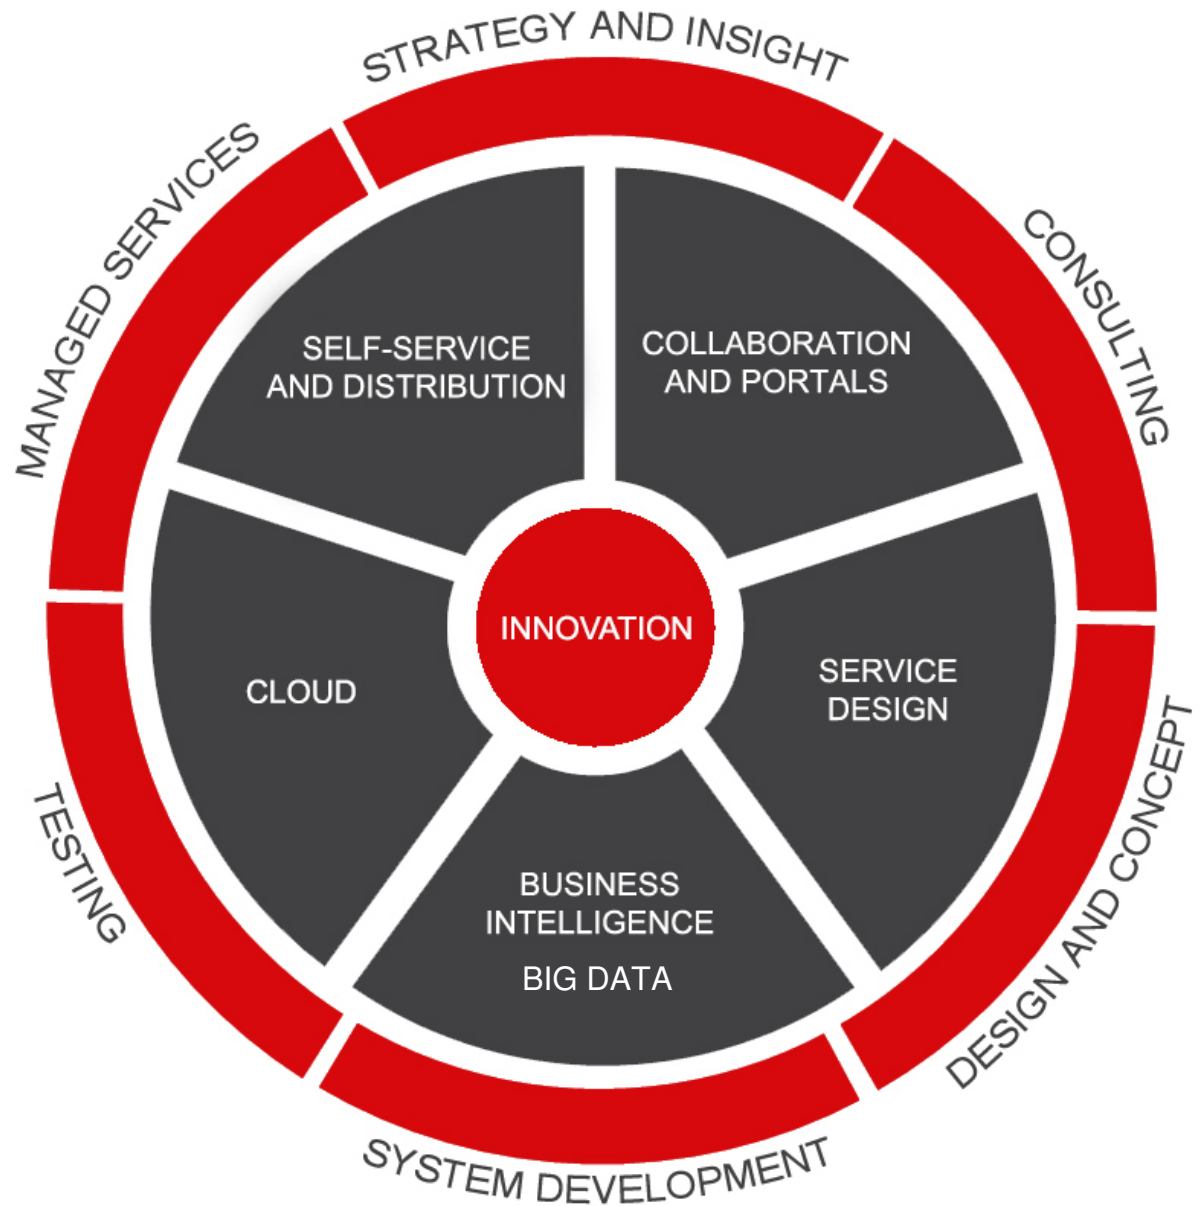 STRATEGY AND INSIGHT
CONSULTING
DESIGN AND CONCEPT
SYSTEM DEVELOPMENT
TESTING
MANAGED SERVICES
SELF-SERVICE
AND DISTRIBUTION
COLLABORATION
AND PORTALS
SERVICE
DESIGN
BUSINESS
INTELLIGENCE
BIG DATA
CLOUD
INNOVATION